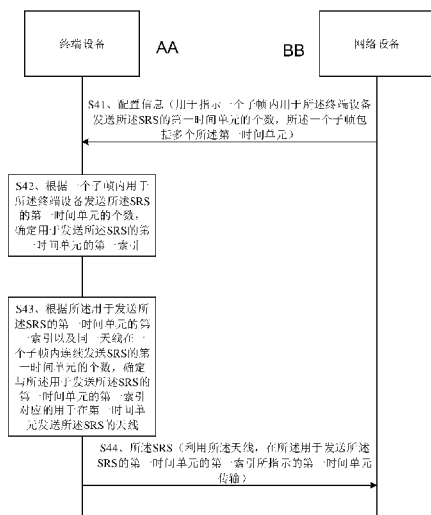 终端设备
AA
BB
网络设备
S41、配置信息（用于指示一个子帧内用于所述终端设备
发送所述SRS的第一时间单元的个数，所述一个子帧包
括多个所述第一时间单元）
S42、根据一个子帧内用于
所述终端设备发送所述SRS
的第一时间单元的个数，
确定用于发送所述SRS的第
一时间单元的第一索引
S43、根据所述用于发送所
述SRS的第一时间单元的第
一索引以及同一天线在一
个子帧内连续发送SRS的第
一时间单元的个数，确定
与所述用于发送所述SRS的
第一时间单元的第一索引
对应的用于在第一时间单
元发送所述SRS的天线
S44、所述SRS（利用所述天线，在所述用于发送所述
SRS的第一时间单元的第一索引所指示的第一时间单元
传输）